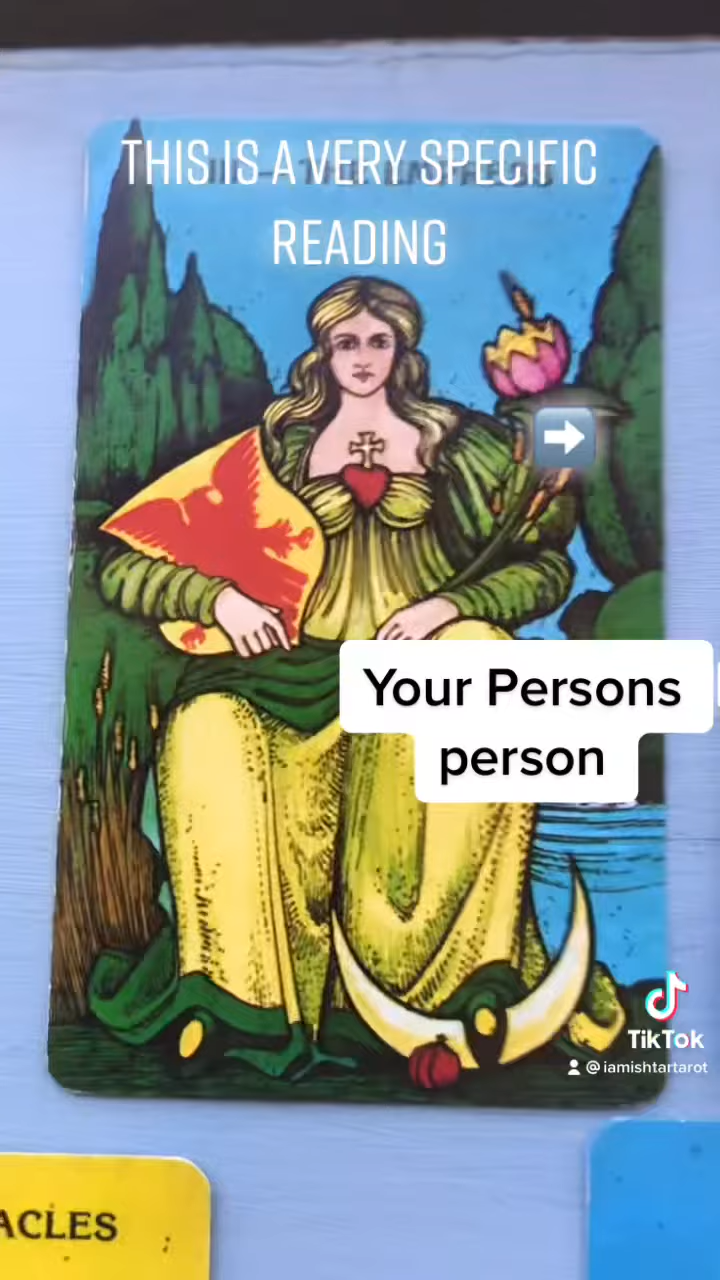 THIS IS A VERY SPECIFIC
READING
Your Persons
person
TikTok
@iamishtartarot
ACLES